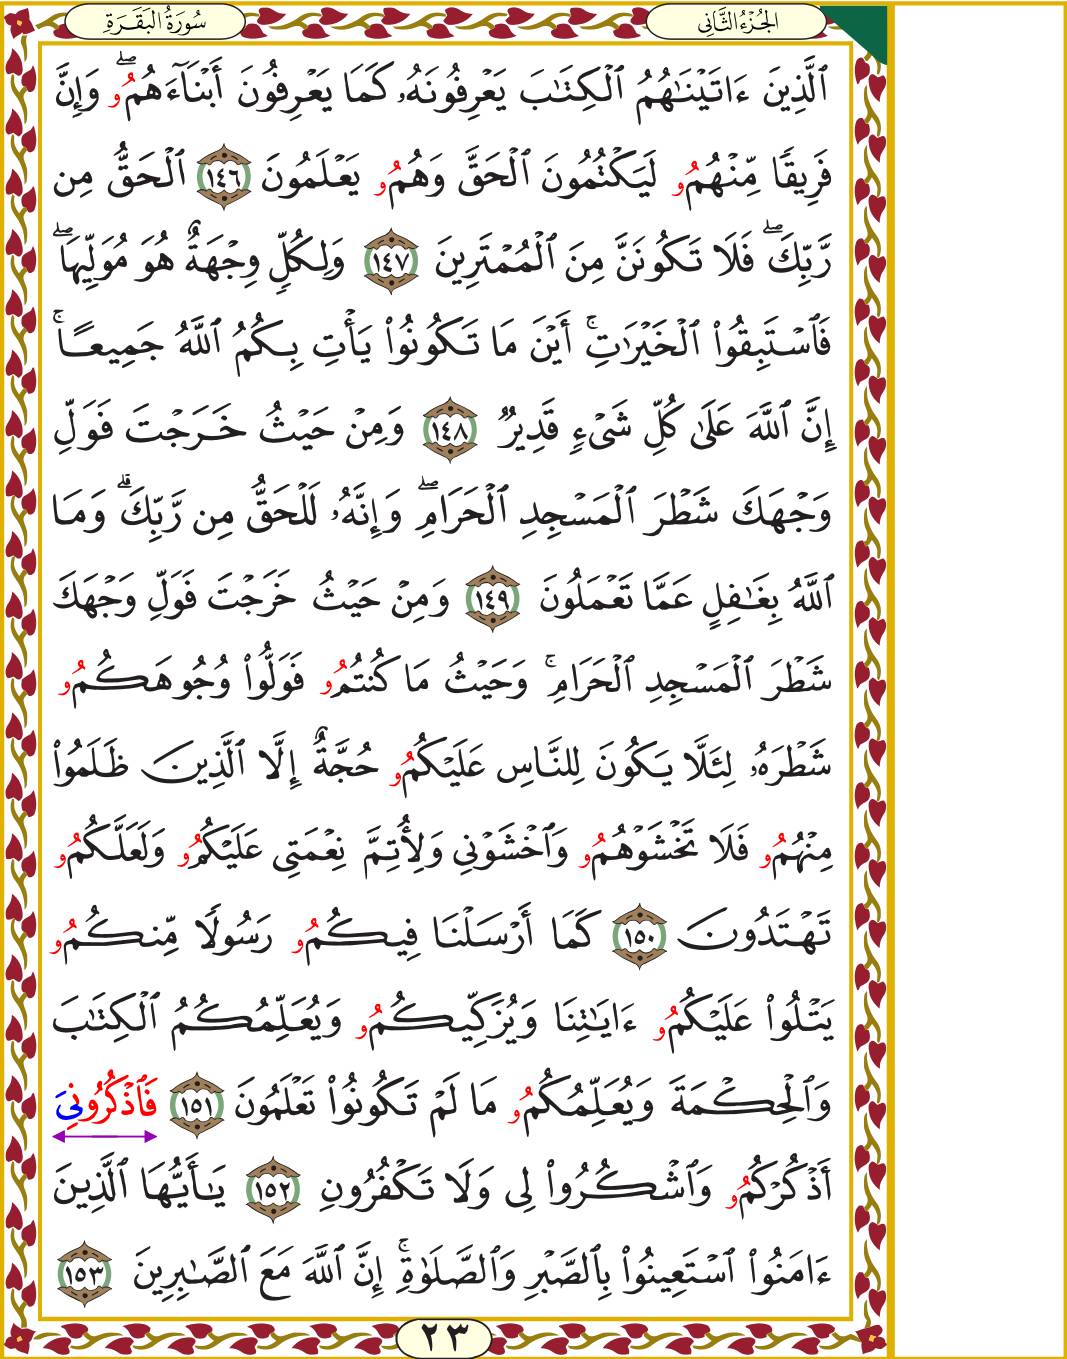 سُورَةُ البَقَرَةِ
الجُزْءُ الثَّانِي
ٱلَّذِينَ ءَاتَيْنَٰهُمُ ٱلْكِتَٰبَ يَعْرِفُونَهُۥ كَمَا يَعْرِفُونَ أَبْنَآءَهُمُۥۖ وَإِنَّ
فَرِيقًا مِّنْهُمُۥ لَيَكْتُمُونَ ٱلْحَقَّ وَهُمُۥ يَعْلَمُونَ ١٤٦ ٱلْحَقُّ مِن
رَّبِّكَۖ فَلَا تَكُونَنَّ مِنَ ٱلْمُمْتَرِينَ ١٤٧ وَلِكُلٍّ وِجْهَةٌ هُوَ مُوَلِّيهَاۖ
فَٱسْتَبِقُوا۟ ٱلْخَيْرَٰتِۚ أَيْنَ مَا تَكُونُوا۟ يَأْتِ بِكُمُ ٱللَّهُ جَمِيعًاۚ
إِنَّ ٱللَّهَ عَلَىٰ كُلِّ شَىْءٍ قَدِيرٌ ١٤٨ وَمِنْ حَيْثُ خَرَجْتَ فَوَلِّ
وَجْهَكَ شَطْرَ ٱلْمَسْجِدِ ٱلْحَرَامِۖ وَإِنَّهُۥ لَلْحَقُّ مِن رَّبِّكَۗ وَمَا
ٱللَّهُ بِغَٰفِلٍ عَمَّا تَعْمَلُونَ ١٤٩ وَمِنْ حَيْثُ خَرَجْتَ فَوَلِّ وَجْهَكَ
شَطْرَ ٱلْمَسْجِدِ ٱلْحَرَامِۚ وَحَيْثُ مَا كُنتُمُۥ فَوَلُّوا۟ وُجُوهَكُمُۥ
شَطْرَهُۥ لِئَلَّا يَكُونَ لِلنَّاسِ عَلَيْكُمُۥ حُجَّةٌ إِلَّا ٱلَّذِينَ ظَلَمُوا۟
مِنْهُمُۥ فَلَا تَخْشَوْهُمُۥ وَٱخْشَوْنِى وَلِأُتِمَّ نِعْمَتِى عَلَيْكُمُۥ وَلَعَلَّكُمُۥ
تَهْتَدُونَ ١٥٠ كَمَا أَرْسَلْنَا فِيكُمُۥ رَسُولًا مِّنكُمُۥ
يَتْلُوا۟ عَلَيْكُمُۥ ءَايَٰتِنَا وَيُزَكِّيكُمُۥ وَيُعَلِّمُكُمُ ٱلْكِتَٰبَ
وَٱلْحِكْمَةَ وَيُعَلِّمُكُمُۥ مَا لَمْ تَكُونُوا۟ تَعْلَمُونَ ١٥١ فَٱذْكُرُونِىَ
أَذْكُرْكُمُۥ وَٱشْكُرُوا۟ لِى وَلَا تَكْفُرُونِ ١٥٢ يَٰأَيُّهَا ٱلَّذِينَ
ءَامَنُوا۟ ٱسْتَعِينُوا۟ بِٱلصَّبْرِ وَٱلصَّلَوٰةِۚ إِنَّ ٱللَّهَ مَعَ ٱلصَّٰبِرِينَ ١٥٣
٢٣